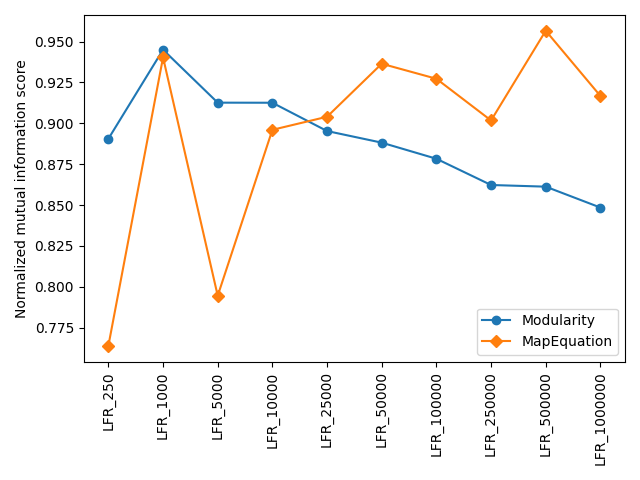 Normalized mutual information score
0.950
0.925
0.900
0.875
0.850
0.825
0.800
0.775
Modularity
MapEquation
LFR_250
LFR_1000
LFR_5000
LFR_10000
LFR_25000
LFR_50000
LFR_100000
LFR_250000
LFR_500000
LFR_1000000